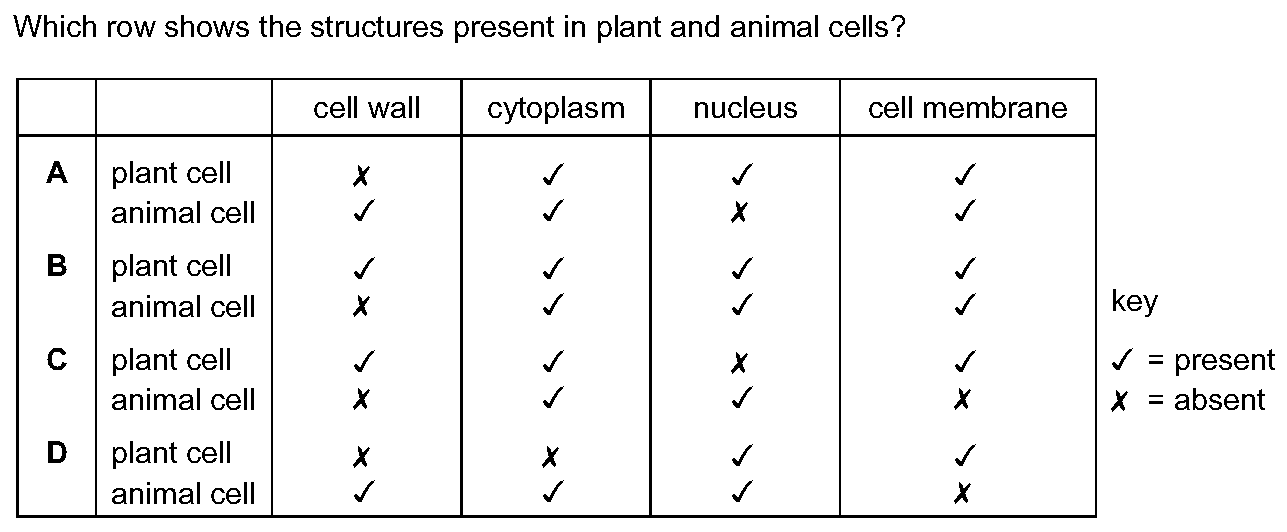 Which row shows the structures present in plant and animal cells?
cell wall cytoplasm nucleus cell membrane
A plant cell ✗ ✓ ✓ ✓
animal cell ✓ ✓ ✗ ✓
B plant cell ✓ ✓ ✓ ✓
animal cell ✗ ✓ ✓ ✓
C plant cell ✓ ✓ ✗ ✓
animal cell ✗ ✓ ✓ ✗
D plant cell ✗ ✗ ✓ ✓
animal cell ✓ ✓ ✓ ✗
key
✓ = present
✗ = absent